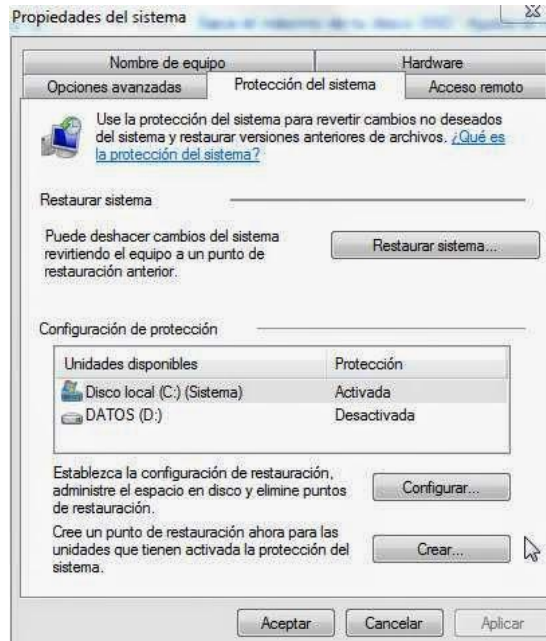 Propiedades del sistema
Nombre de equipo
Hardware
Opciones avanzadas
Protección del sistema
Acceso remoto
Use la protección del sistema para revertir cambios no deseados
del sistema y restaurar versiones anteriores de archivos. ¿Qué es
la protección del sistema?
Restaurar sistema
Puede deshacer cambios del sistema
revirtiendo el equipo a un punto de
restauración anterior.
Restaurar sistema...
Configuración de protección
Unidades disponibles
Protección
Disco local (C:) (Sistema)
Activada
DATOS (D:)
Desactivada
Establezca la configuración de restauración,
administre el espacio en disco y elimine puntos
de restauración.
Configurar...
Cree un punto de restauración ahora para las
unidades que tienen activada la protección del
sistema.
Crear...
Aceptar
Cancelar
Aplicar